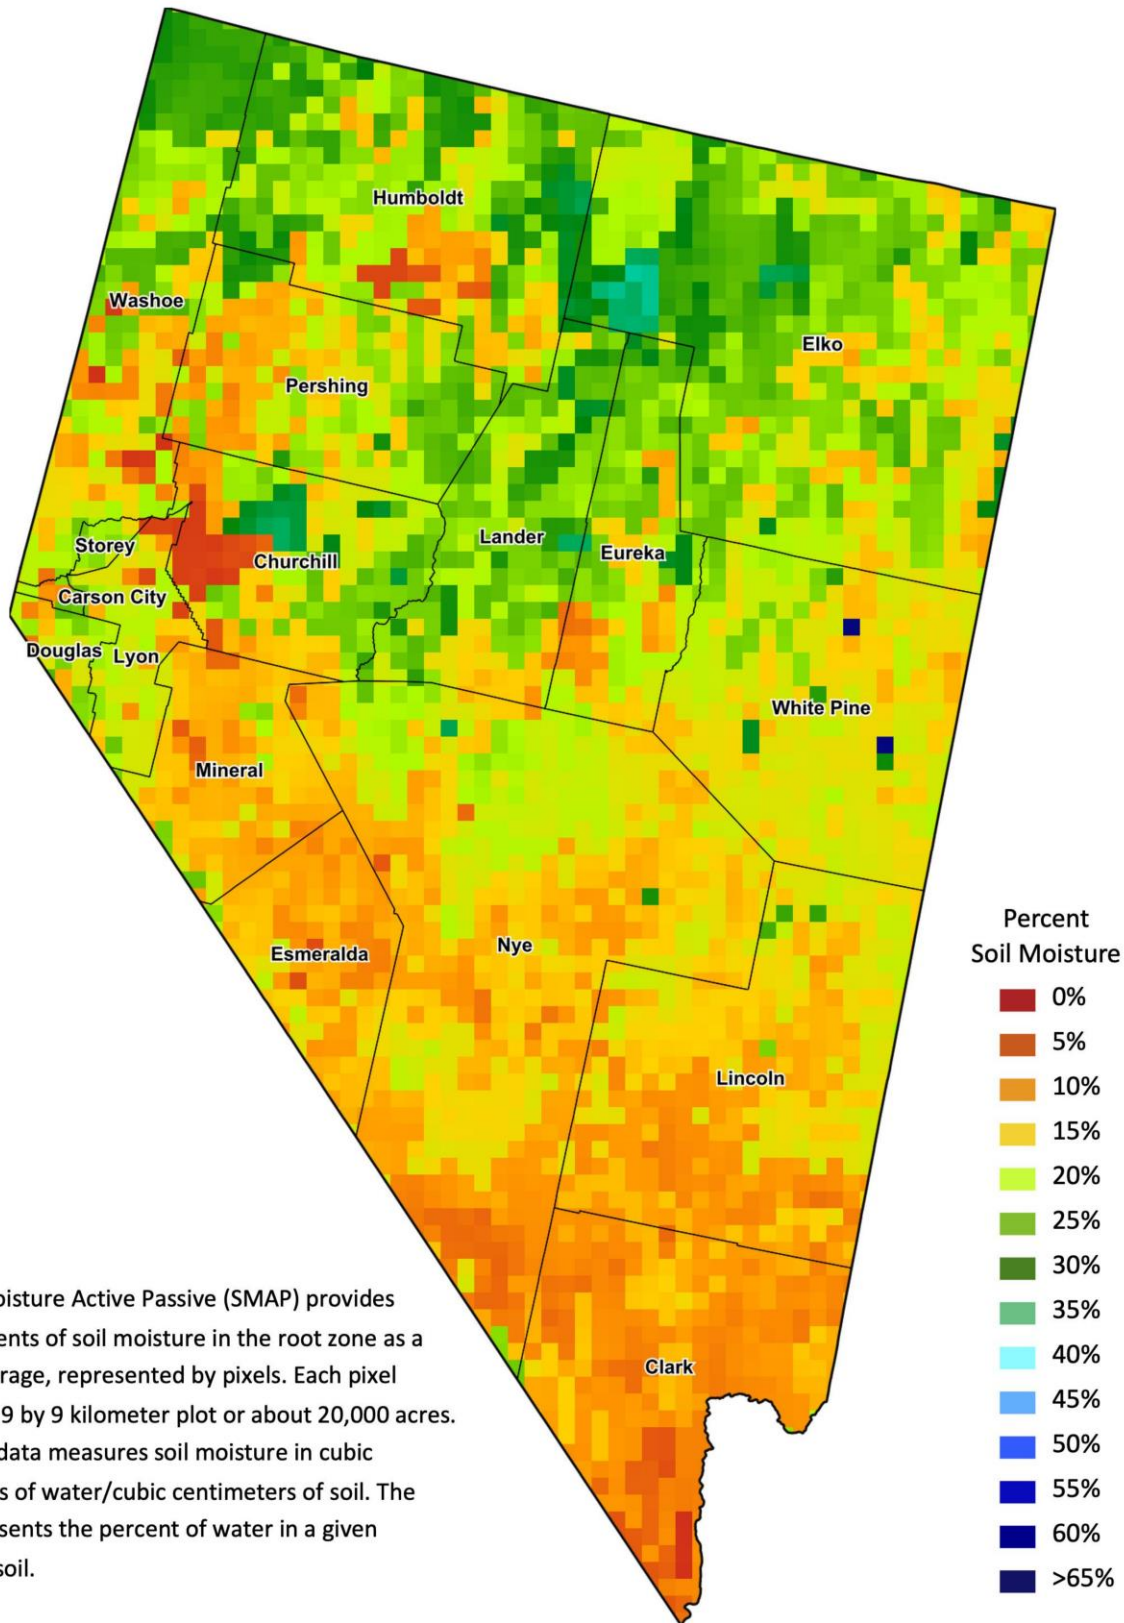 Humboldt
Washoe
Elko
Pershing
Storey
Churchill
Lander
Eureka
Carson City
Douglas
Lyon
White Pine
Mineral
Esmeralda
Nye
Lincoln
Clark
Percent
Soil Moisture
0%
5%
10%
15%
20%
25%
30%
35%
40%
45%
50%
55%
60%
>65%
oisture Active Passive (SMAP) provides
ents of soil moisture in the root zone as a
rage, represented by pixels. Each pixel
9 by 9 kilometer plot or about 20,000 acres.
data measures soil moisture in cubic
s of water/cubic centimeters of soil. The
sents the percent of water in a given
soil.